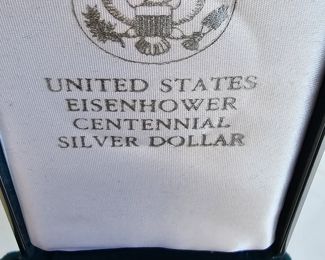 UNITED STATES
EISENHOWER
CENTENNIAL
SILVER DOLLAR